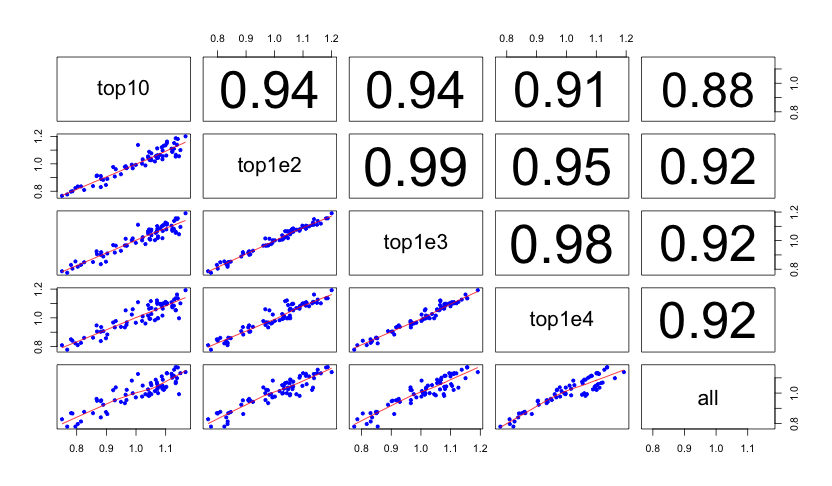 0.8 0.9 1.0 1.1 1.2 0.8 0.9 1.0 1.1 1.2
top10 0.94 0.94 0.91 0.88 0.8 1.0
0.8 1.0 1.2 top1e2 0.99 0.95 0.92
top1e3 0.98 0.92 0.8 1.0 1.2
0.8 1.0 1.2 top1e4 0.92
all 0.8 1.0
0.8 0.9 1.0 1.1 0.8 0.9 1.0 1.1 1.2 0.8 0.9 1.0 1.1